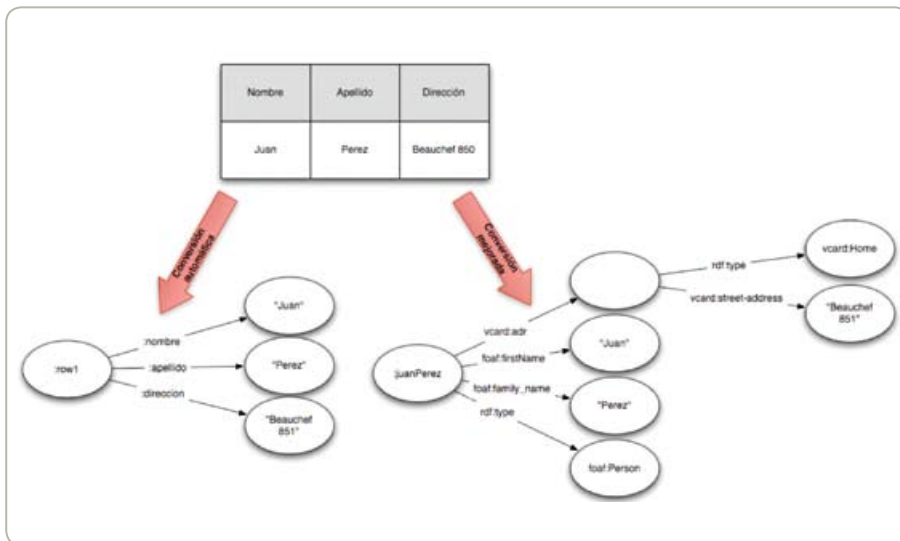 Nombre
Apellido
Dirección
Juan
Perez
Beauchef 850
Conversión
automática
Conversión
mejorada
:row1
:nombre
:apellido
:direccion
"Juan"
"Perez"
"Beauchef
851"
:juanPerez
vcard:adr
foaf:firstName
foaf:family_name
rdf:type
"Juan"
"Perez"
foaf:Person
rdf:type
vcard:street-address
vcard:Home
"Beauchef
851"